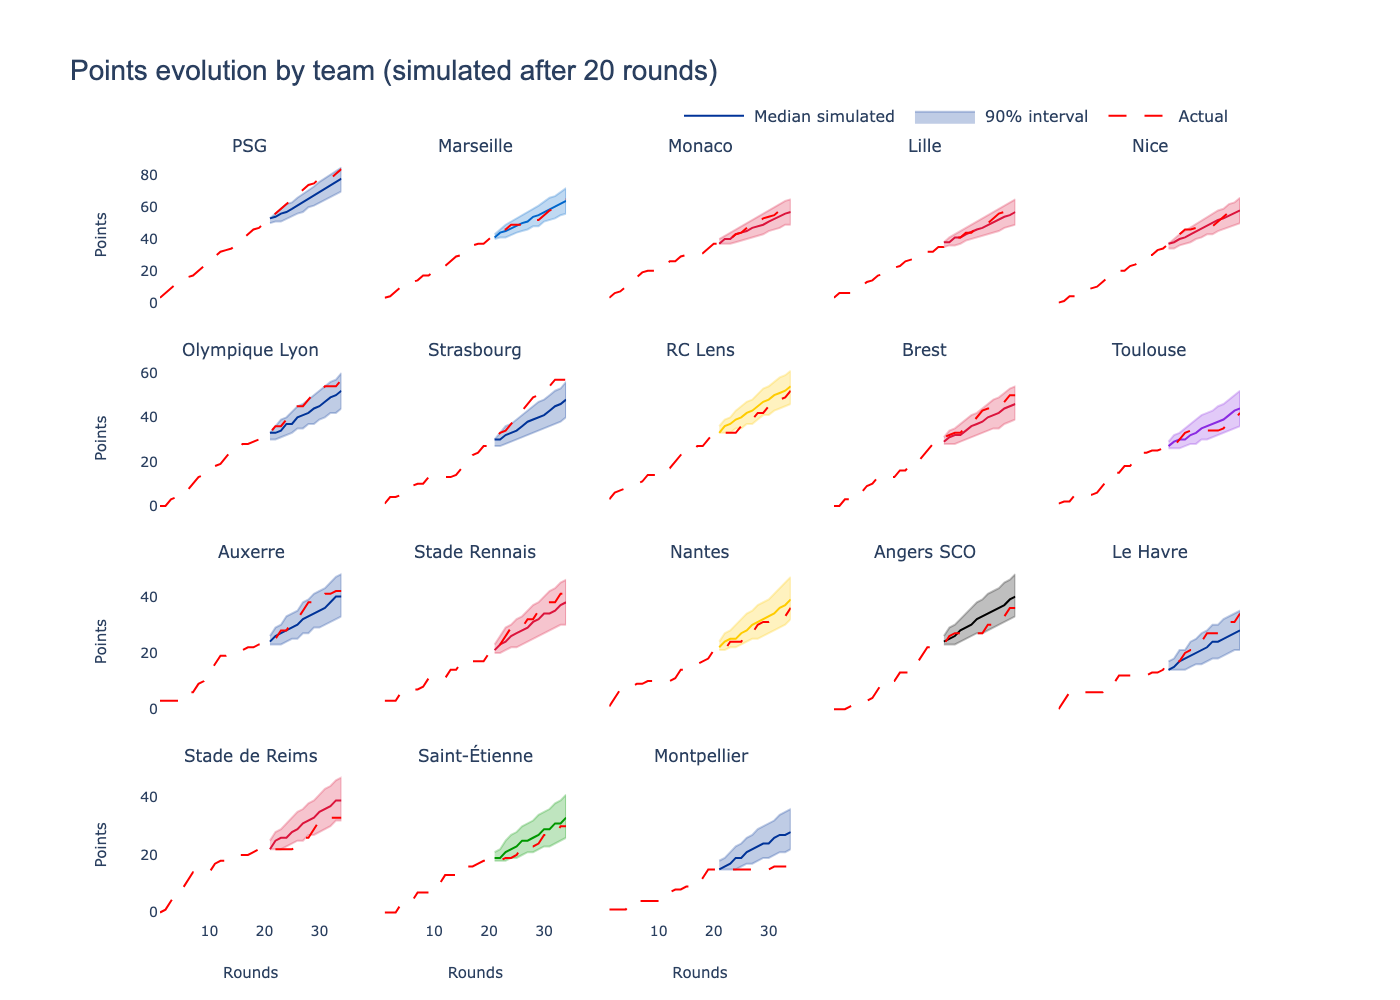 Points evolution by team (simulated after 20 rounds)
Median simulated 90% interval Actual
PSG Marseille Monaco Lille Nice
80
60
40
20
0
Points
Olympique Lyon Strasbourg RC Lens Brest Toulouse
60
40
20
0
Points
Auxerre Stade Rennais Nantes Angers SCO Le Havre
40
20
0
Points
Stade de Reims Saint-Étienne Montpellier
40
20
0
Points
10 20 30 10 20 30 10 20 30
Rounds Rounds Rounds